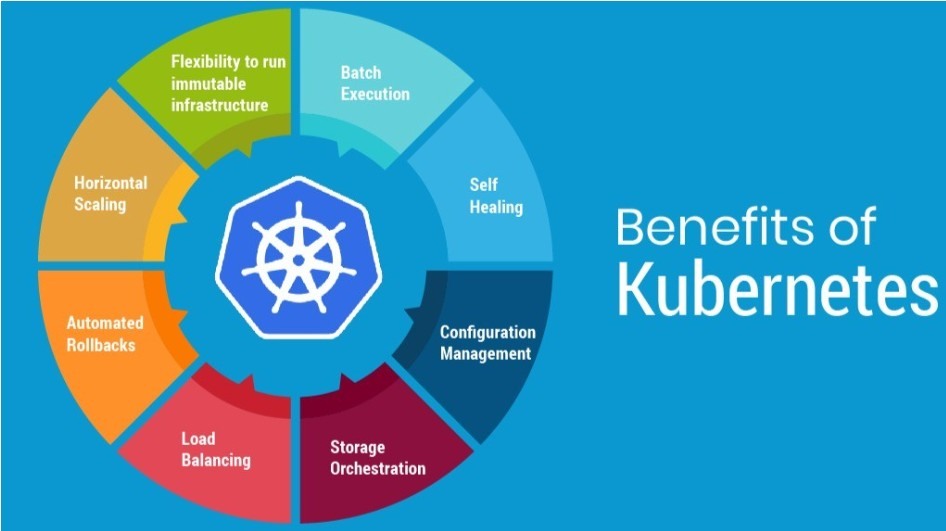 Flexibility to run
immutable
infrastructure
Batch
Execution
Self
Healing
Configuration
Management
Storage
Orchestration
Load
Balancing
Automated
Rollbacks
Horizontal
Scaling
Benefits of
Kubernetes